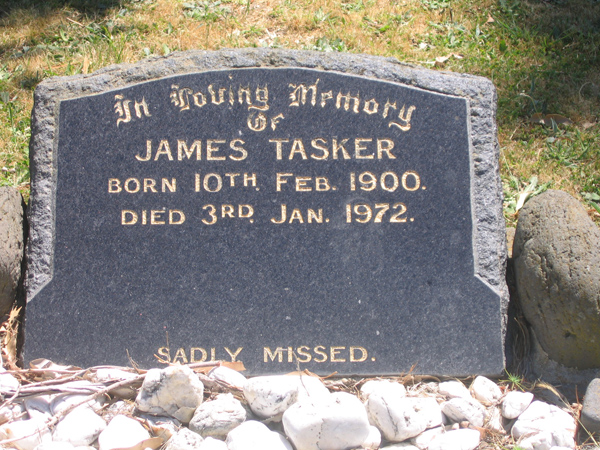 In Loving Memory
Of
JAMES TASKER
BORN 10TH. FEB. 1900.
DIED 3RD. JAN. 1972.
SADLY MISSED.